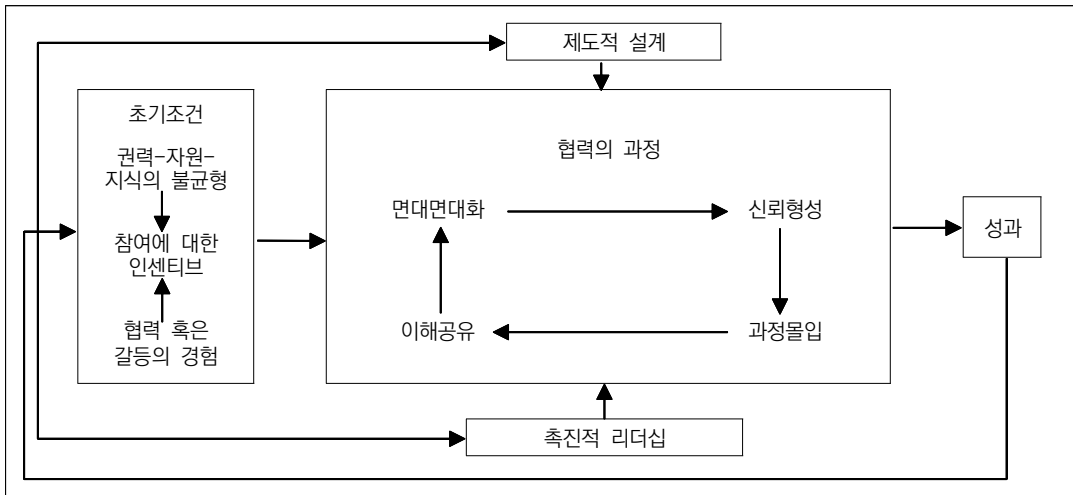 제도적 설계
초기조건
권력-자원-
지식의 불균형
참여에 대한
인센티브
협력 혹은
갈등의 경험
협력의 과정
면대면대화
신뢰형성
이해공유
과정몰입
성과
촉진적 리더십